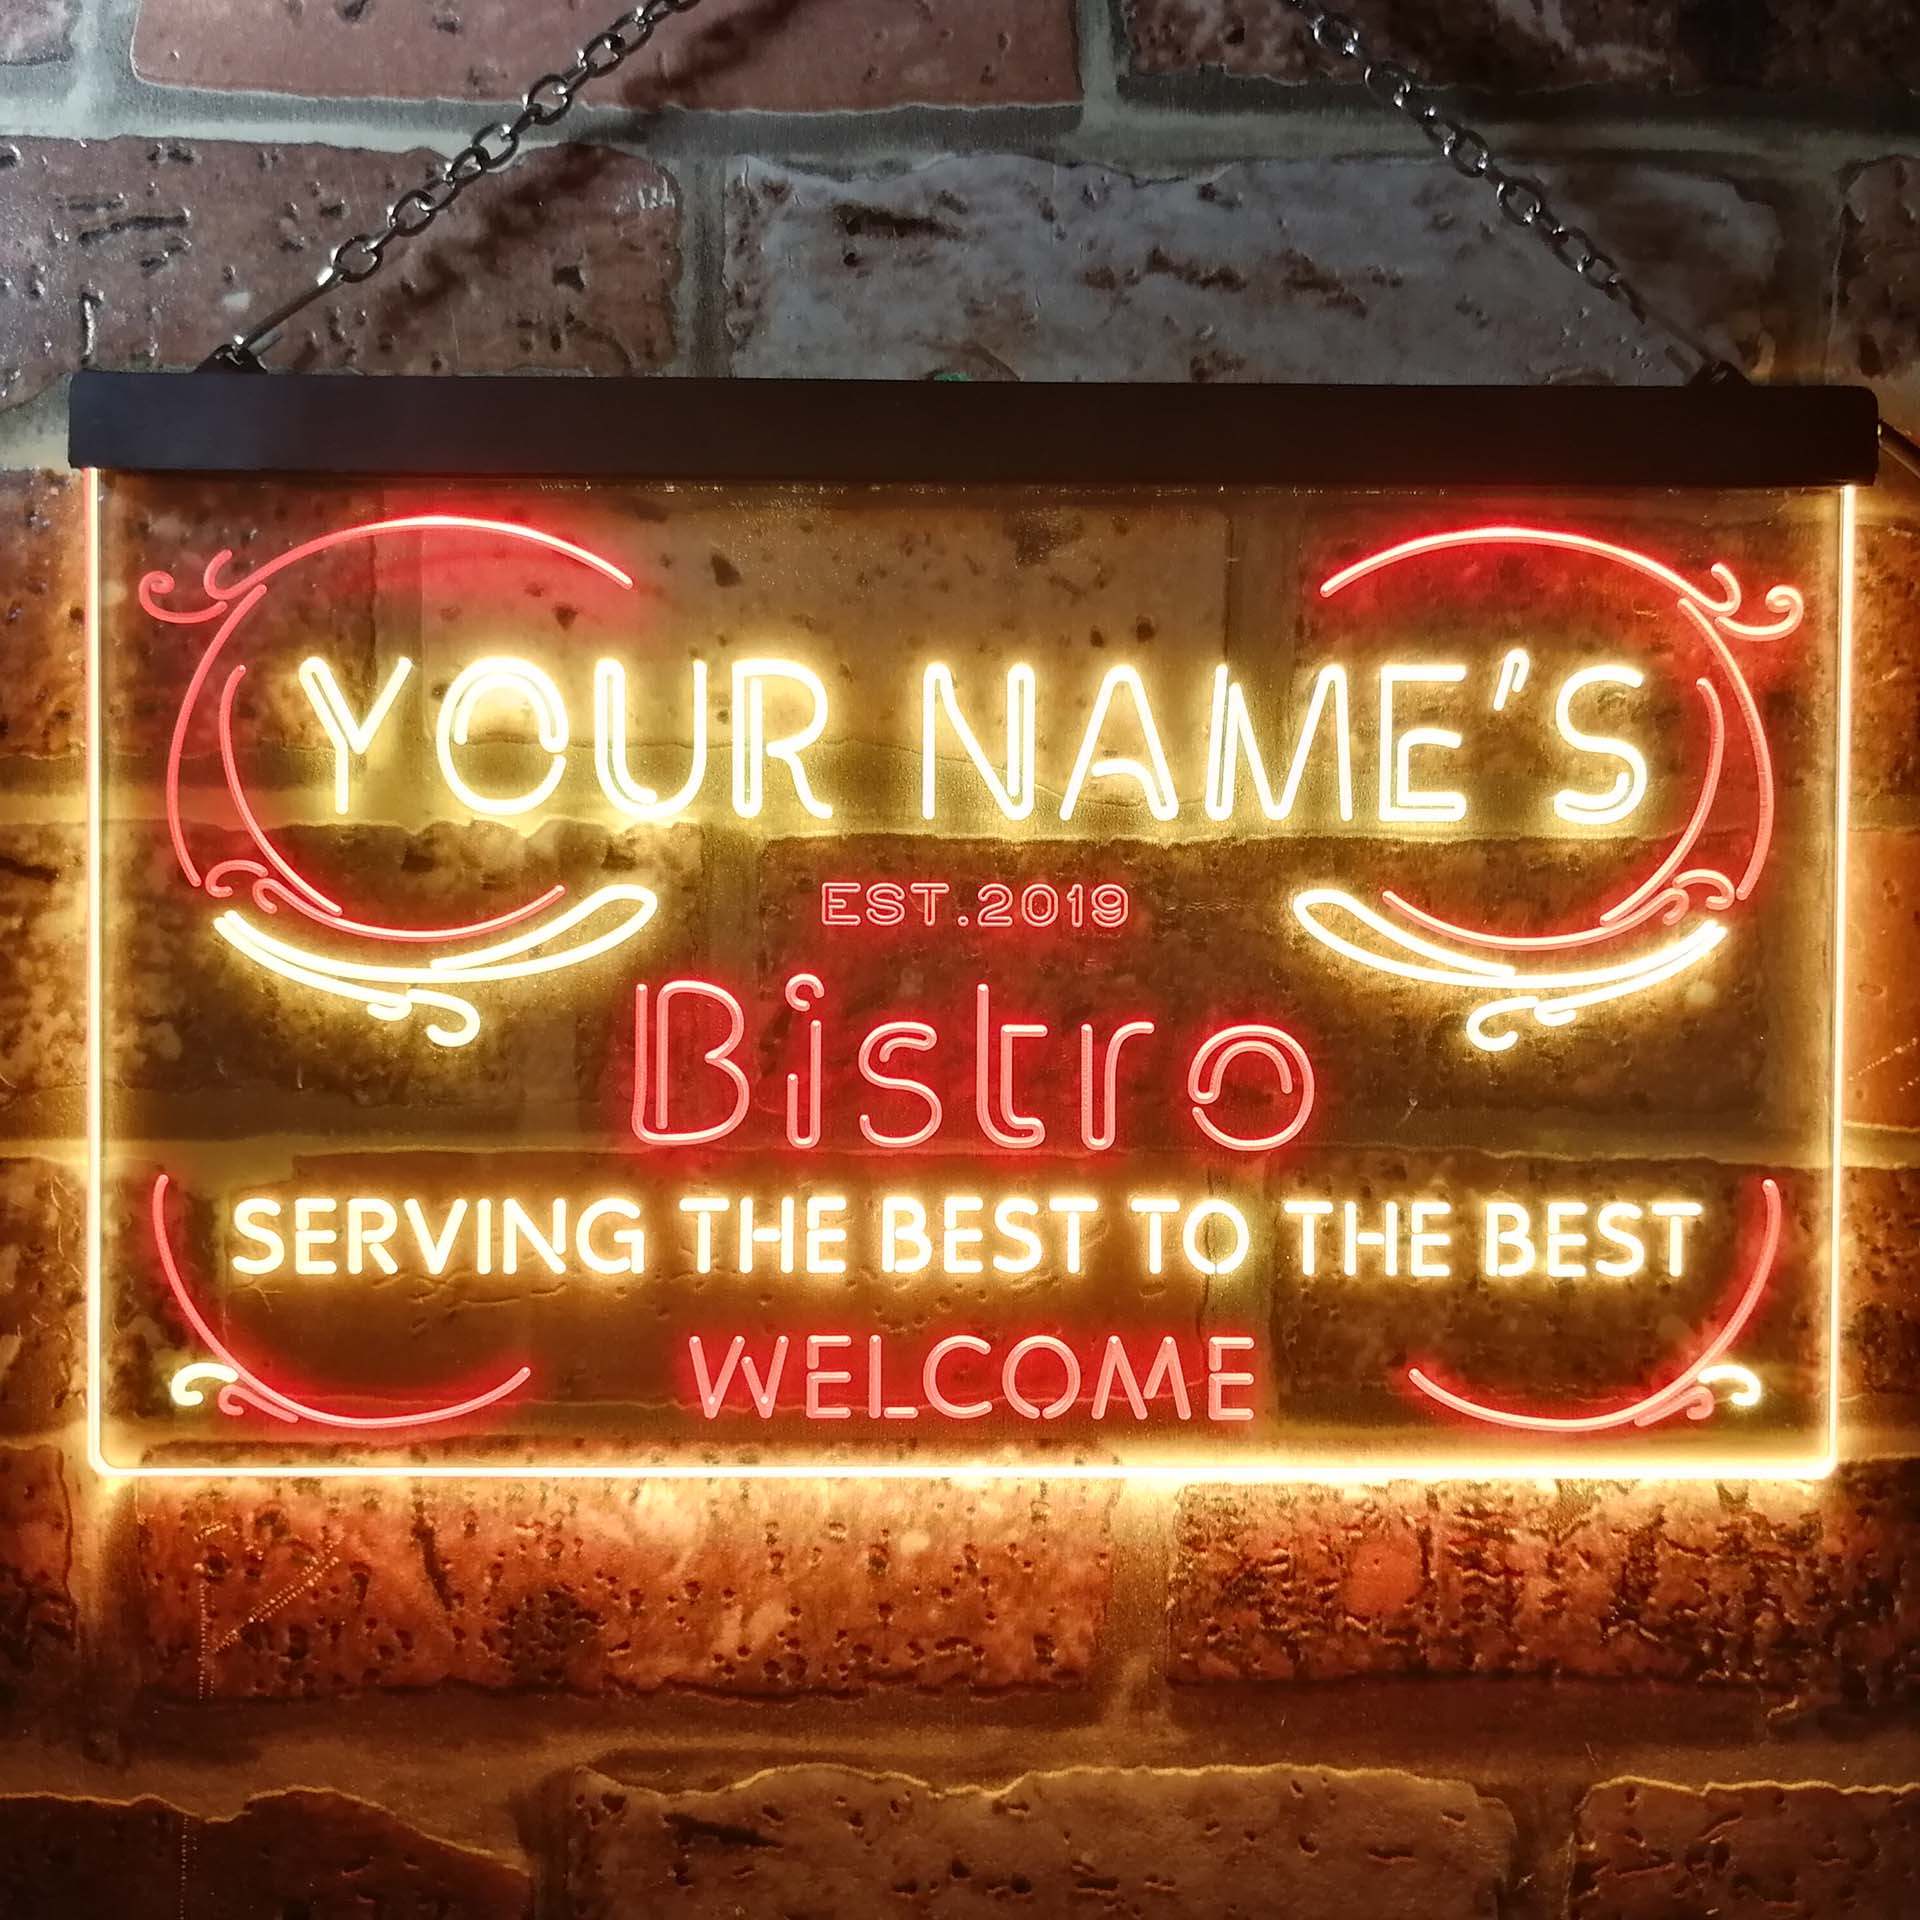 YOUR NAME'S
EST.2019
Bistro
SERVING THE BEST TO THE BEST
WELCOME